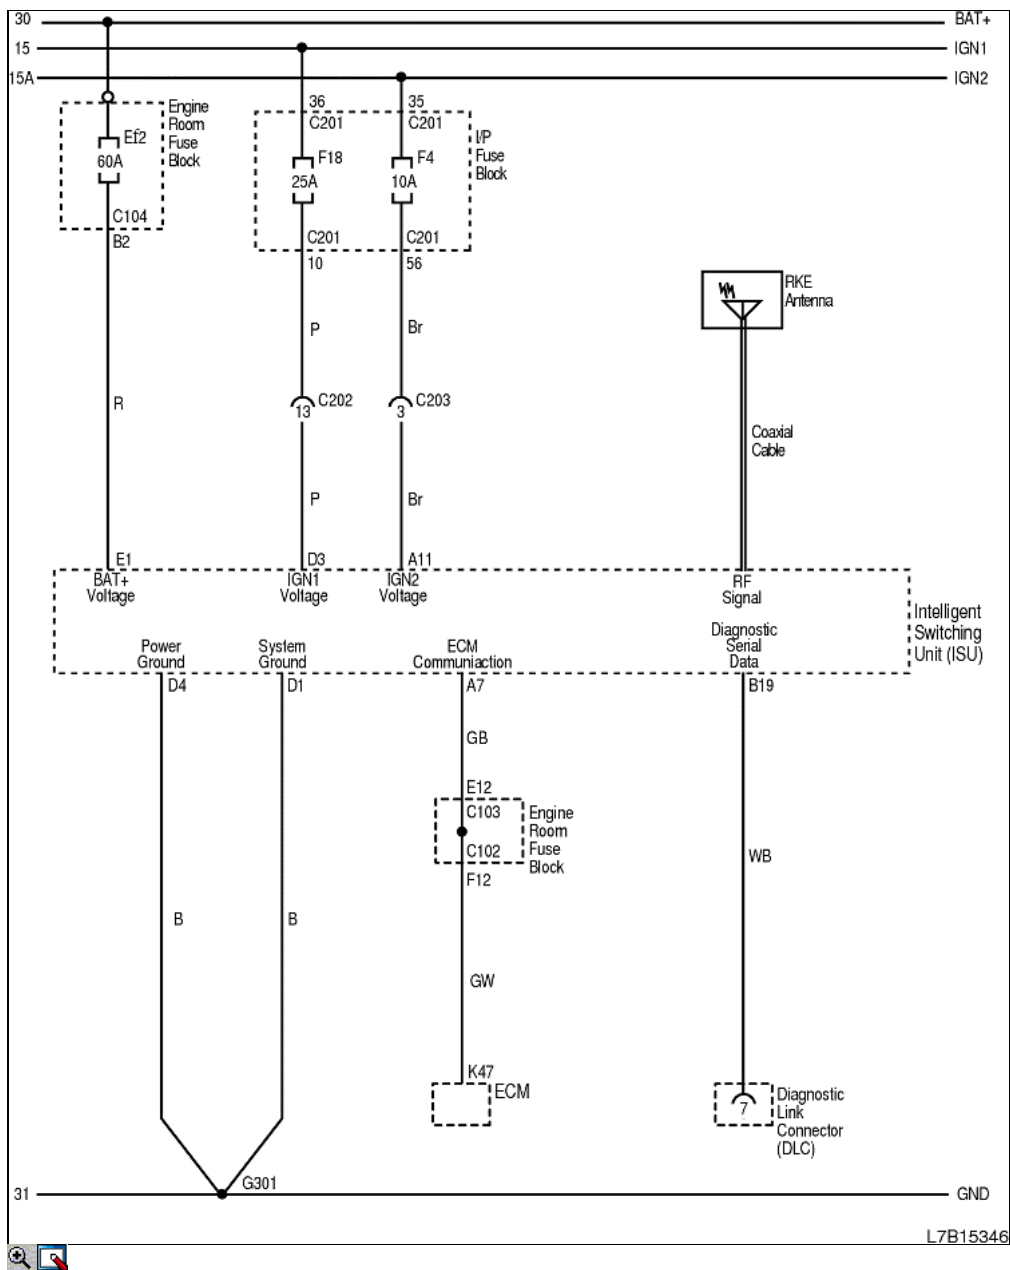 30
BAT+
15
IGN1
15A
IGN2
Engine
Room
Fuse
Block
Ef2
60A
C104
B2
36
35
C201
C201
I/P
Fuse
Block
F18
F4
25A
10A
C201
C201
10
56
RKE
Antenna
P
Br
R
C202
C203
13
3
Coaxial
Cable
P
Br
E1
D3
A11
BAT+
Voltage
IGN1
Voltage
IGN2
Voltage
RF
Signal
Intelligent
Switching
Unit (ISU)
Power
Ground
System
Ground
ECM
Communiaction
Diagnostic
Serial
Data
D4
D1
A7
B19
GB
E12
C103
C102
Engine
Room
Fuse
Block
F12
WB
B
B
GW
K47
ECM
7
Diagnostic
Link
Connector
(DLC)
G301
31
GND
L7B15346